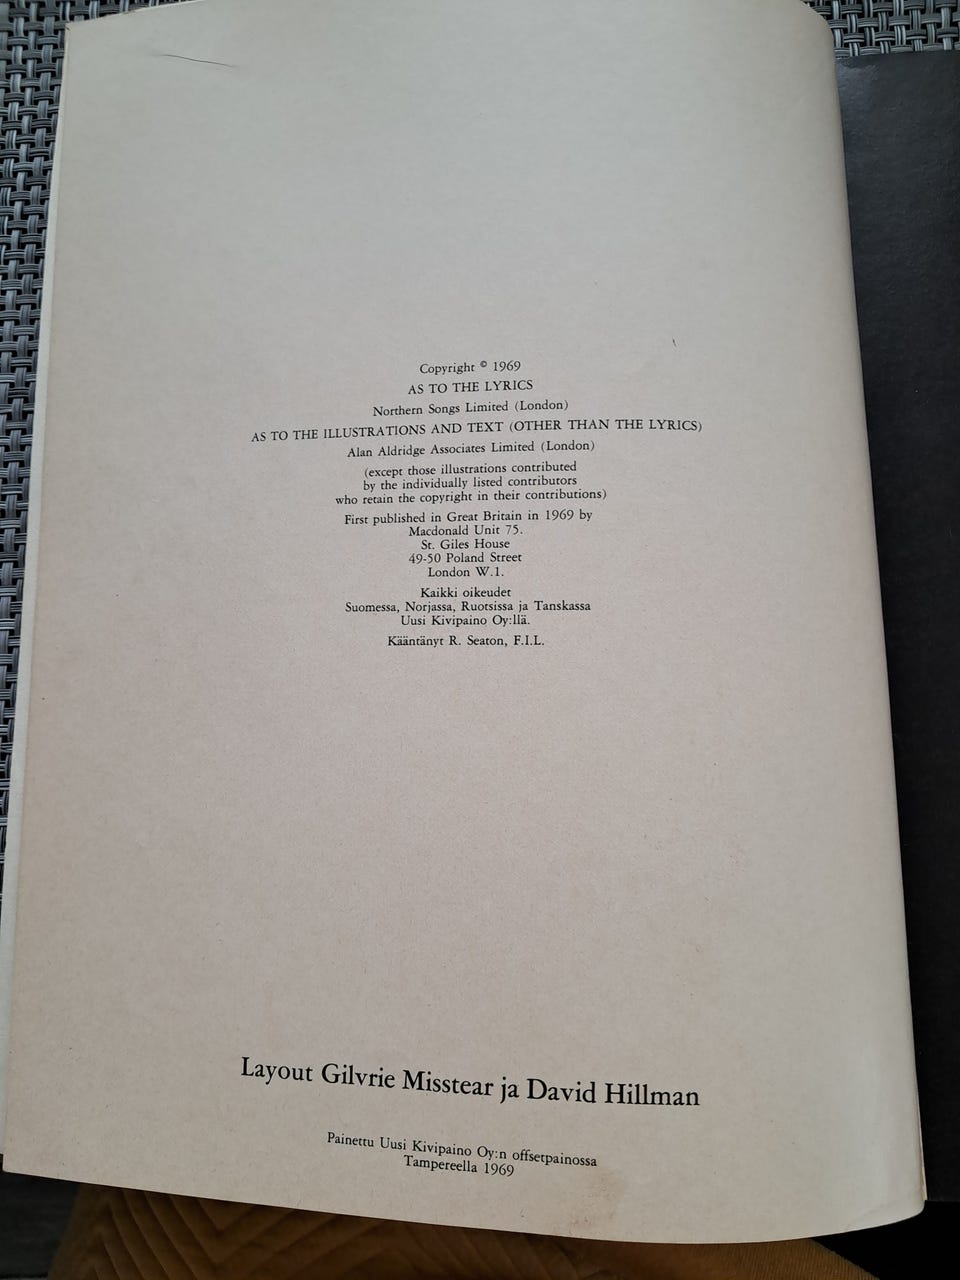 Copyright © 1969
AS TO THE LYRICS
Northern Songs Limited (London)
AS TO THE ILLUSTRATIONS AND TEXT (OTHER THAN THE LYRICS)
Alan Aldridge Associates Limited (London)
(except those illustrations contributed
by the individually listed contributors
who retain the copyright in their contributions)
First published in Great Britain in 1969 by
Macdonald Unit 75.
St. Giles House
49-50 Poland Street
London W.1.
Kaikki oikeudet
Suomessa, Norjassa, Ruotsissa ja Tanskassa
Uusi Kivipaino Oy:llä.
Kääntänyt R. Seaton, F.I.L.
Layout Gilvrie Misstear ja David Hillman
Painettu Uusi Kivipaino Oy:n offsetpainossa
Tampereella 1969